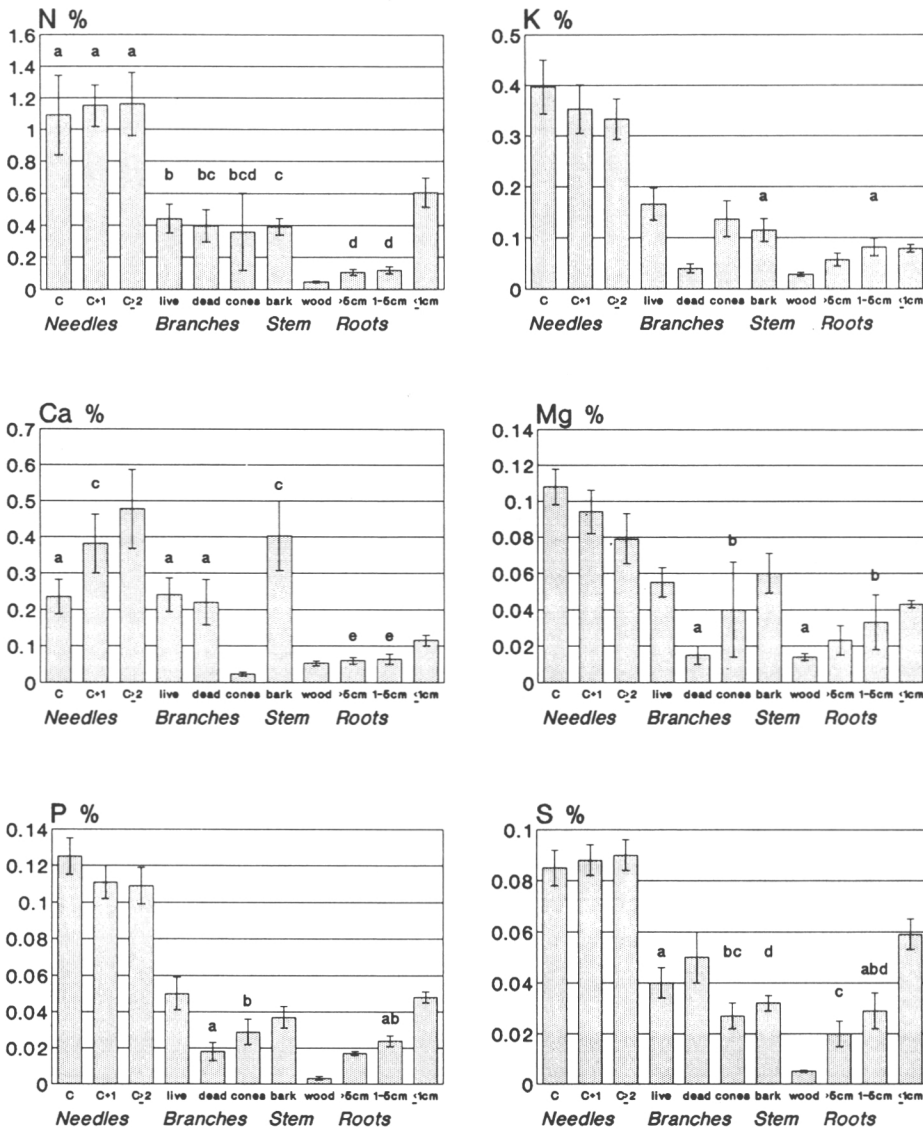 N %
1.6
1.4
1.2
1
0.8
0.6
0.4
0.2
0
a a a
b bc bcd c
d d
C C+1 C≥2 live dead cones bark wood >5cm 1-5cm ≤1cm
Needles Branches Stem Roots
K %
0.5
0.4
0.3
0.2
0.1
0
a a
C C+1 C≥2 live dead cones bark wood >5cm 1-5cm ≤1cm
Needles Branches Stem Roots
Ca %
0.7
0.6
0.5
0.4
0.3
0.2
0.1
0
c c
a a a
e e
C C+1 C≥2 live dead cones bark wood >5cm 1-5cm ≤1cm
Needles Branches Stem Roots
Mg %
0.14
0.12
0.1
0.08
0.06
0.04
0.02
0
b b
a a
C C+1 C≥2 live dead cones bark wood >5cm 1-5cm ≤1cm
Needles Branches Stem Roots
P %
0.14
0.12
0.1
0.08
0.06
0.04
0.02
0
a b ab
C C+1 C≥2 live dead cones bark wood >5cm 1-5cm ≤1cm
Needles Branches Stem Roots
S %
0.1
0.08
0.06
0.04
0.02
0
a bc d abd
c
C C+1 C≥2 live dead cones bark wood >5cm 1-5cm ≤1cm
Needles Branches Stem Roots